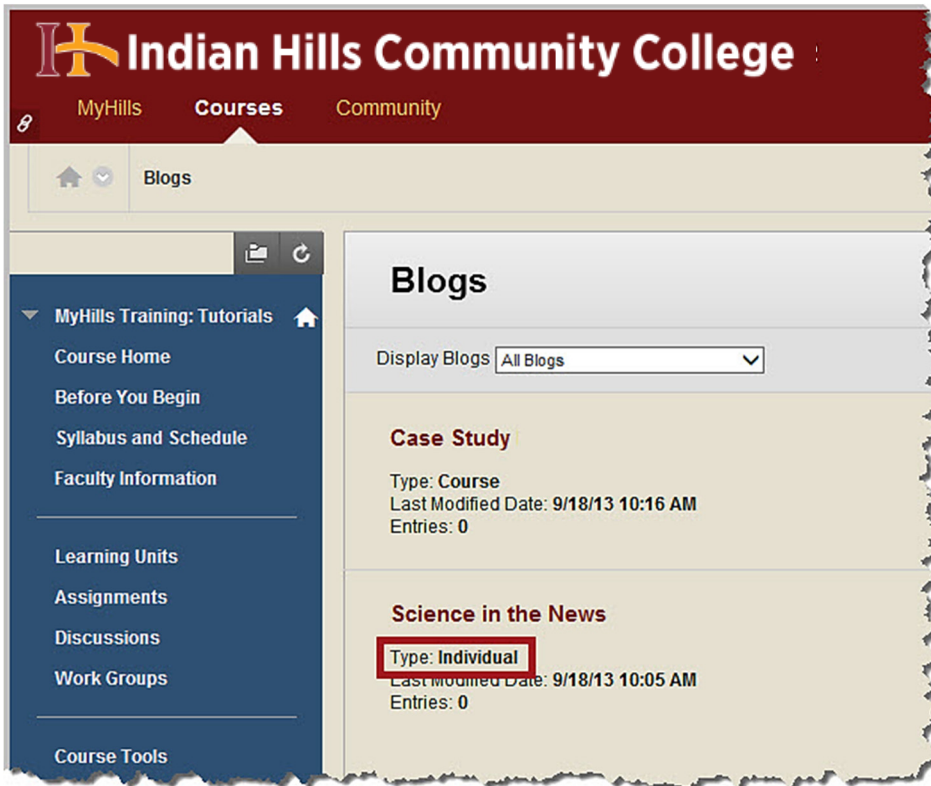 Indian Hills Community College
MyHills Courses Community
Blogs
MyHills Training: Tutorials
Course Home
Before You Begin
Syllabus and Schedule
Faculty Information
Learning Units
Assignments
Discussions
Work Groups
Course Tools
Blogs
Display Blogs All Blogs
Case Study
Type: Course
Last Modified Date: 9/18/13 10:16 AM
Entries: 0
Science in the News
Type: Individual
Last Modified Date: 9/18/13 10:05 AM
Entries: 0